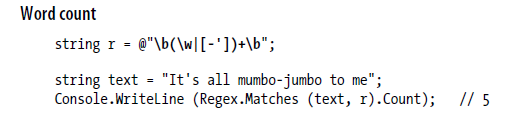 Word count
string r = @"\b(\w|[-'])+\b";
string text = "It's all mumbo-jumbo to me";
Console.WriteLine (Regex.Matches (text, r).Count);   // 5